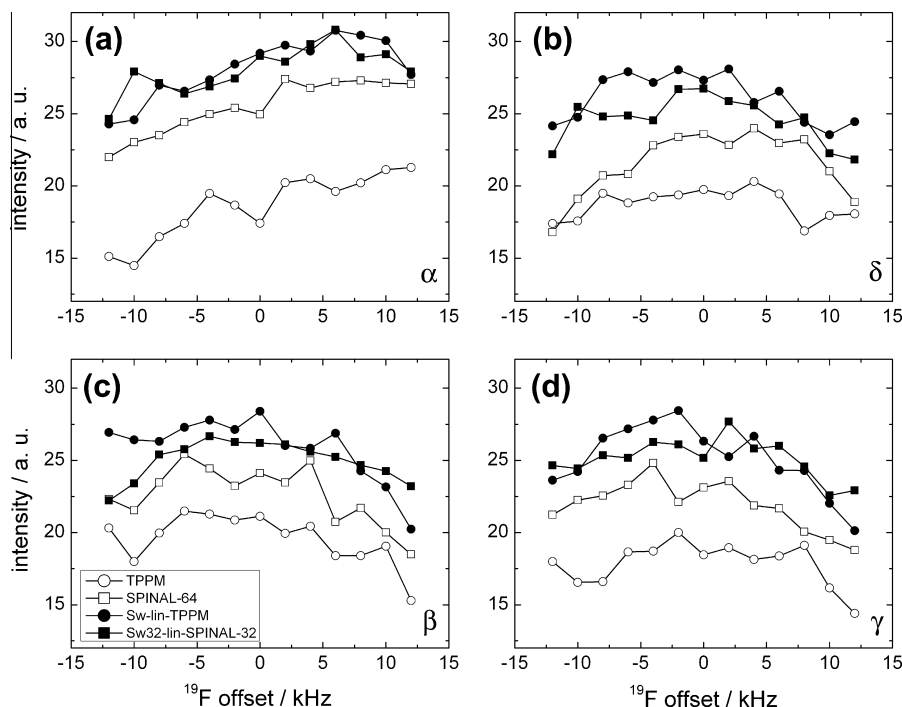 (a)
intensity / a. u.
30
25
20
15
α
-15 -10 -5 0 5 10 15
(b)
30
25
20
15
δ
-15 -10 -5 0 5 10 15
(c)
intensity / a. u.
30
25
20
15
TPPM
SPINAL-64
Sw-lin-TPPM
Sw32-lin-SPINAL-32
β
-15 -10 -5 0 5 10 15
¹⁹F offset / kHz
(d)
30
25
20
15
γ
-15 -10 -5 0 5 10 15
¹⁹F offset / kHz